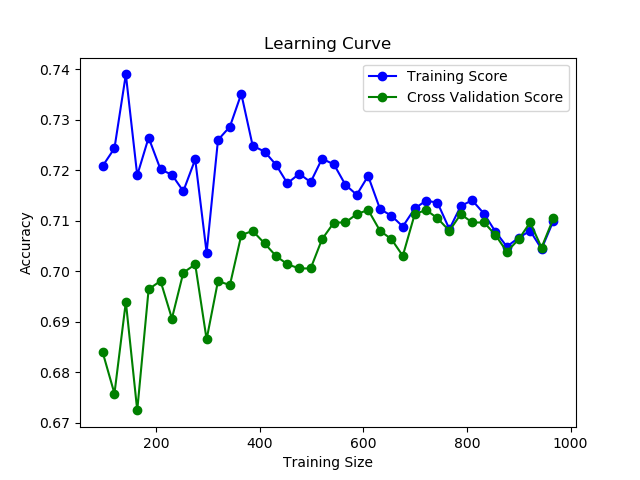 Learning Curve
Training Score
Cross Validation Score
0.74
0.73
0.72
0.71
0.70
0.69
0.68
0.67
Accuracy
200
400
600
800
1000
Training Size